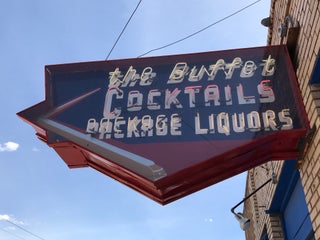 the Buffet
COCKTAILS
PACKAGE LIQUORS